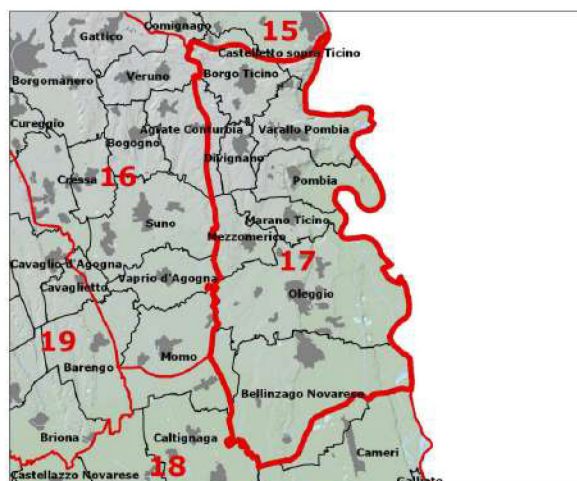 Comignago
15
Gattico
Castelletto sopra Ticino
Borgomanero
Veruno
Borgo Ticino
Cureggio
Agrate Conturbia
Varallo Pombia
Bogogno
Divignano
Cressa
16
Pombia
Suno
Marano Ticino
Mezzomerico
Cavaglio d'Agogna
17
Vaprio d'Agogna
Cavaglietto
Oleggio
19
Momo
Barengo
Bellinzago Novarese
Briona
Caltignaga
Cameri
18
Castellazzo Novarese